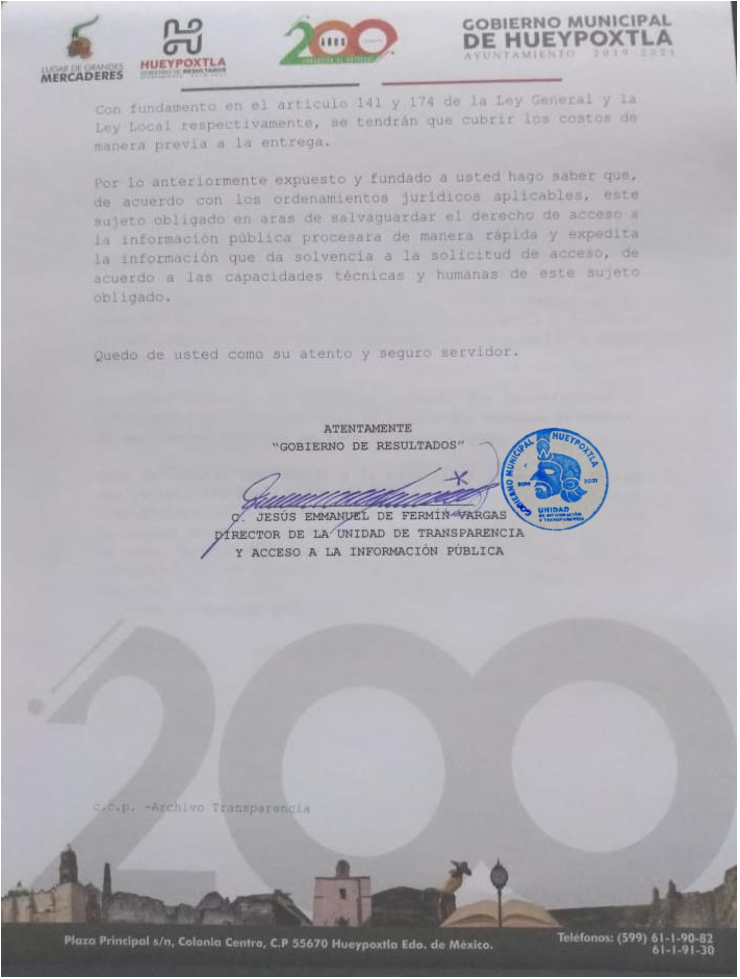 LUGAR DE GRANDES
MERCADERES
HUEYPOXTLA
GOBIERNO DE RESULTADOS
200 AÑOS
GOBIERNO MUNICIPAL
DE HUEYPOXTLA
AYUNTAMIENTO 2019-2021
Con fundamento en el articulo 141 y 174 de la Ley General y la
Ley Local respectivamente, se tendrán que cubrir los costos de
manera previa a la entrega.
Por lo anteriormente expuesto y fundado a usted hago saber que,
de acuerdo con los ordenamientos jurídicos aplicables, este
sujeto obligado en aras de salvaguardar el derecho de acceso a
la información pública procesara de manera rápida y expedita
la información que da solvencia a la solicitud de acceso, de
acuerdo a las capacidades técnicas y humanas de este sujeto
obligado.
Quedo de usted como su atento y seguro servidor.
ATENTAMENTE
"GOBIERNO DE RESULTADOS"
C. JESÚS EMMANUEL DE FERMÍN VARGAS
DIRECTOR DE LA UNIDAD DE TRANSPARENCIA
Y ACCESO A LA INFORMACIÓN PÚBLICA
GOBIERNO MUNICIPAL HUEYPOXTLA
2019 2021
UNIDAD
DE INFORMACIÓN
Y TRANSPARENCIA
200
c.c.p. -Archivo Transparencia
Plaza Principal s/n, Colonia Centro, C.P 55670 Hueypoxtla Edo. de México.
Teléfonos: (599) 61-1-90-82
61-1-91-30